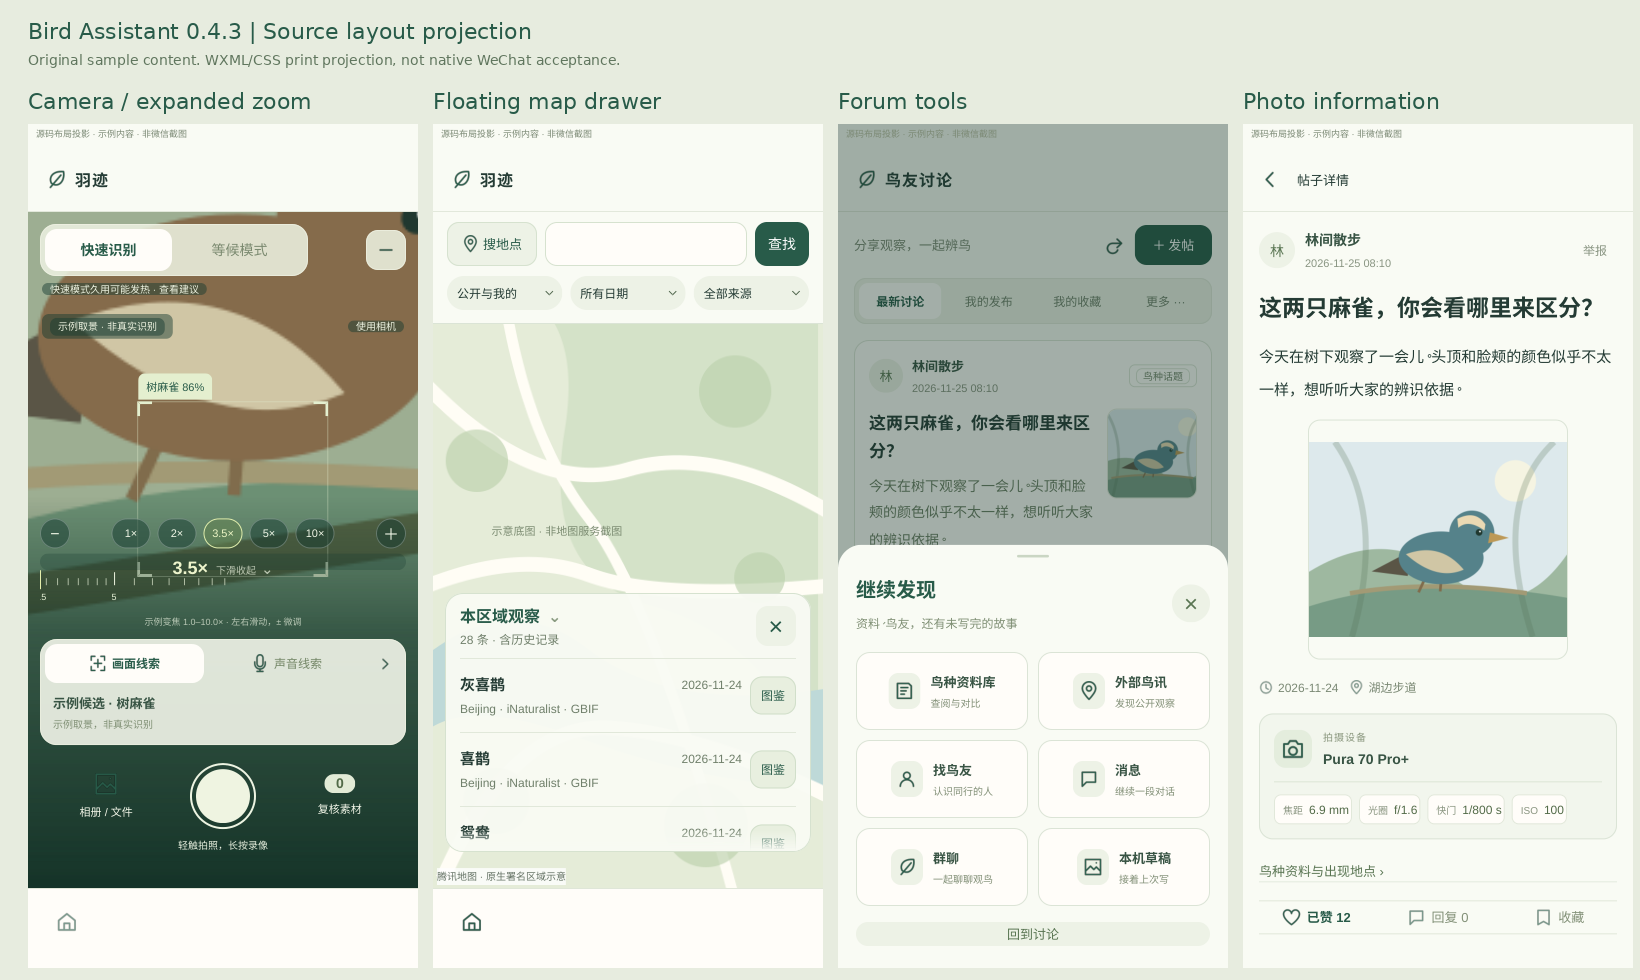 Bird Assistant 0.4.3 | Source layout projection
Original sample content. WXML/CSS print projection, not native WeChat acceptance.
Camera / expanded zoom
源码布局投影 · 示例内容 · 非微信截图
羽迹
快速识别
等候模式
快速模式久用可能发热 · 查看建议
示例取景 · 非真实识别
使用相机
树麻雀 86%
−
1×
2×
3.5×
5×
10×
+
3.5× 下滑收起
.5
5
示例变焦 1.0–10.0× · 左右滑动，± 微调
画面线索
声音线索
示例候选 · 树麻雀
示例取景，非真实识别
0
相册 / 文件
复核素材
轻触拍照，长按录像
Floating map drawer
源码布局投影 · 示例内容 · 非微信截图
羽迹
搜地点
查找
公开与我的
所有日期
全部来源
示意底图 · 非地图服务截图
本区域观察
28 条 · 含历史记录
灰喜鹊
2026-11-24
图鉴
Beijing · iNaturalist · GBIF
喜鹊
2026-11-24
图鉴
Beijing · iNaturalist · GBIF
鸳鸯
2026-11-24
图鉴
腾讯地图 · 原生署名区域示意
Forum tools
源码布局投影 · 示例内容 · 非微信截图
鸟友讨论
分享观察，一起辨鸟
+ 发帖
最新讨论
我的发布
我的收藏
更多 ···
林
林间散步
2026-11-25 08:10
鸟种话题
这两只麻雀，你会看哪里来区
分？
今天在树下观察了一会儿。头顶和脸
颊的颜色似乎不太一样，想听听大家
的辨识依据。
继续发现
资料、鸟友，还有未写完的故事
鸟种资料库
查阅与对比
外部鸟讯
发现公开观察
找鸟友
认识同行的人
消息
继续一段对话
群聊
一起聊聊观鸟
本机草稿
接着上次写
回到讨论
Photo information
源码布局投影 · 示例内容 · 非微信截图
帖子详情
林
林间散步
2026-11-25 08:10
举报
这两只麻雀，你会看哪里来区分？
今天在树下观察了一会儿。头顶和脸颊的颜色似乎不太
一样，想听听大家的辨识依据。
2026-11-24
湖边步道
拍摄设备
Pura 70 Pro+
焦距 6.9 mm
光圈 f/1.6
快门 1/800 s
ISO 100
鸟种资料与出现地点 ›
已赞 12
回复 0
收藏